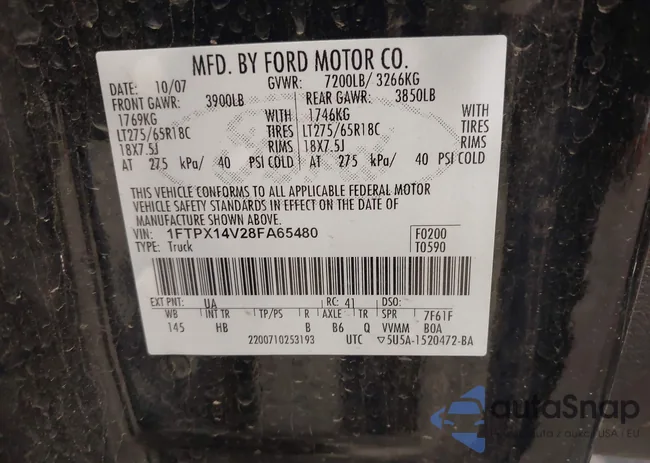 MFD. BY FORD MOTOR CO.
DATE: 10/07 GVWR: 7200LB/ 3266KG
FRONT GAWR: 3900LB REAR GAWR: 3850LB
1769KG WITH 1746KG WITH
LT275/65R18C TIRES LT275/65R18C TIRES
18X7.5J RIMS 18X7.5J RIMS
AT 275 kPa/ 40 PSI COLD AT 275 kPa/ 40 PSI COLD
THIS VEHICLE CONFORMS TO ALL APPLICABLE FEDERAL MOTOR
VEHICLE SAFETY STANDARDS IN EFFECT ON THE DATE OF
MANUFACTURE SHOWN ABOVE.
VIN: 1FTPX14V28FA65480 F0200
TYPE: Truck T0590
EXT PNT: UA RC: 41 DSO:
WB INT TR TP/PS R AXLE TR SPR 7F61F
145 HB B B6 Q VVMM BOA
2200710253193 UTC ▽5U5A-1520472-BA
autoSnap
auta z aukcji USA i EU